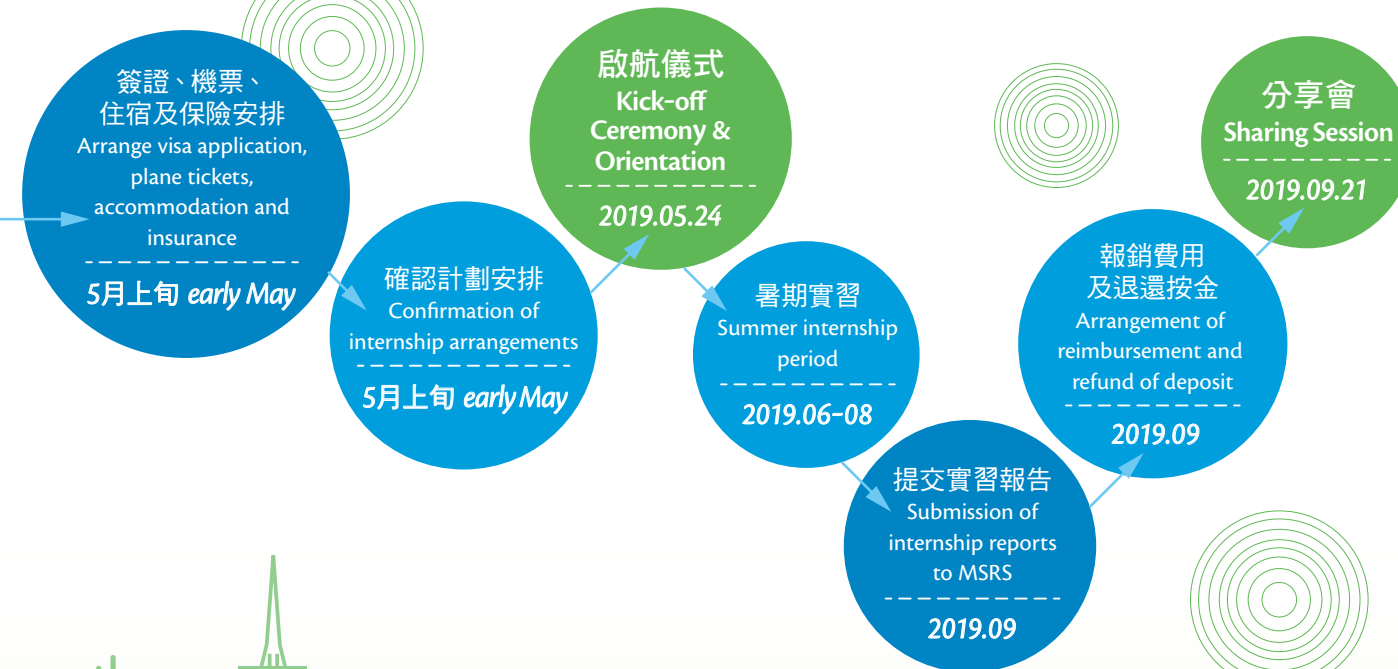 簽證、機票、
住宿及保險安排
Arrange visa application,
plane tickets,
accommodation and
insurance
5月上旬 early May
確認計劃安排
Confirmation of
internship arrangements
5月上旬 early May
啟航儀式
Kick-off
Ceremony &
Orientation
2019.05.24
暑期實習
Summer internship
period
2019.06-08
提交實習報告
Submission of
internship reports
to MSRS
2019.09
報銷費用
及退還按金
Arrangement of
reimbursement and
refund of deposit
2019.09
分享會
Sharing Session
2019.09.21